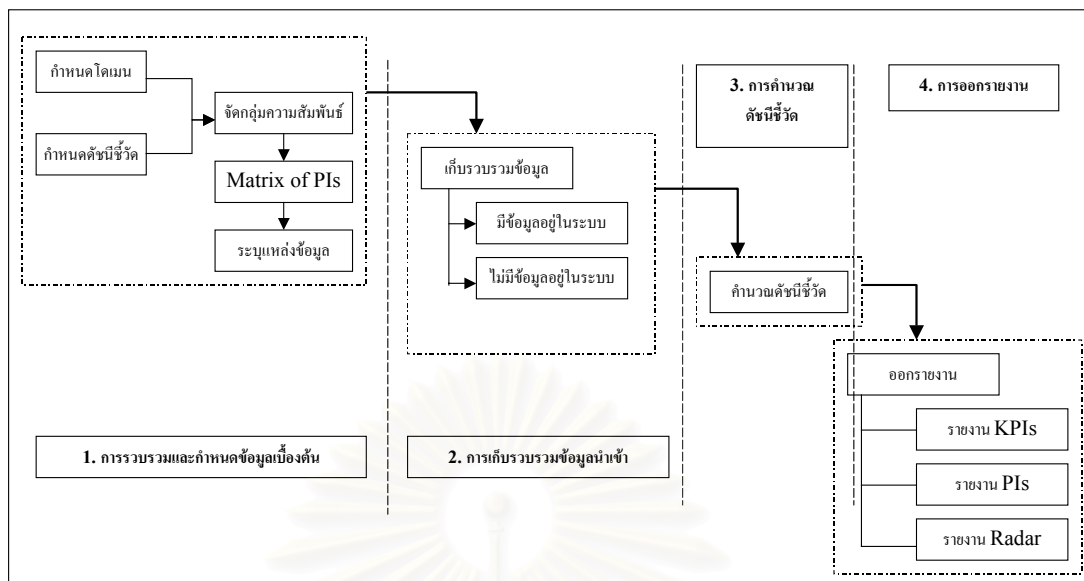 กำหนดโดเมน
กำหนดดัชนีชี้วัด
จัดกลุ่มความสัมพันธ์
Matrix of PIs
ระบุแหล่งข้อมูล
1. การรวบรวมและกำหนดข้อมูลเบื้องต้น
เก็บรวบรวมข้อมูล
มีข้อมูลอยู่ในระบบ
ไม่มีข้อมูลอยู่ในระบบ
2. การเก็บรวบรวมข้อมูลนำเข้า
3. การคำนวณ
ดัชนีชี้วัด
คำนวณดัชนีชี้วัด
4. การออกรายงาน
ออกรายงาน
รายงาน KPIs
รายงาน PIs
รายงาน Radar